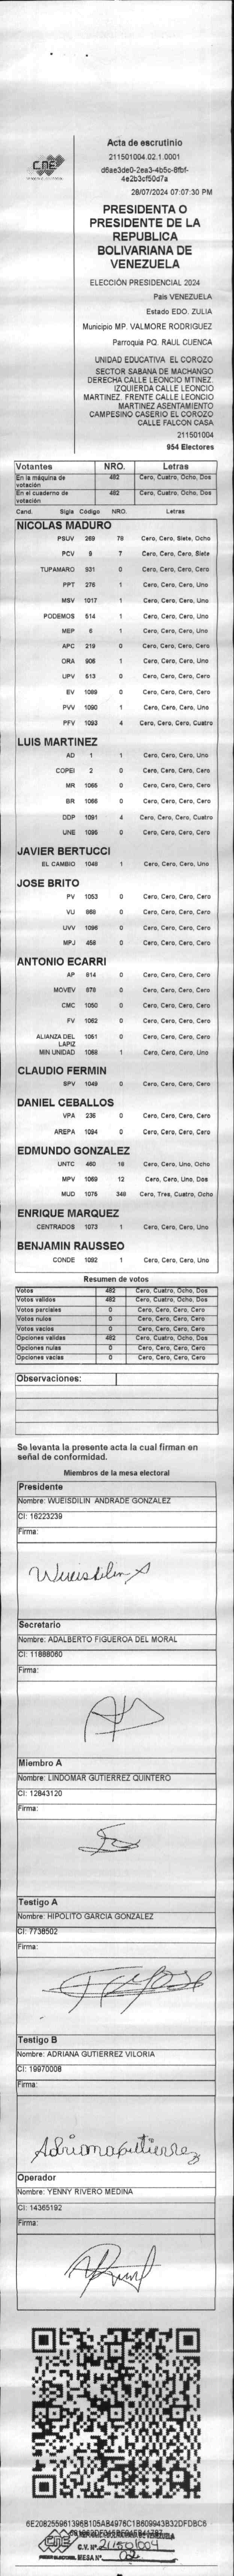 CNE
Acta de escrutinio
211501004.02.1.0001
d6ae3de0-2ea3-4b5c-8fbf-
4e2b3cf50d7a
28/07/2024 07:07:30 PM
PRESIDENTA O
PRESIDENTE DE LA
REPUBLICA
BOLIVARIANA DE
VENEZUELA
ELECCIÓN PRESIDENCIAL 2024
Pais VENEZUELA
Estado EDO. ZULIA
Municipio MP. VALMORE RODRIGUEZ
Parroquia PQ. RAUL CUENCA
UNIDAD EDUCATIVA EL COROZO
SECTOR SABANA DE MACHANGO
DERECHA CALLE LEONCIO MTINEZ.
IZQUIERDA CALLE LEONCIO
MARTINEZ. FRENTE CALLE LEONCIO
MARTINEZ ASENTAMIENTO
CAMPESINO CASERIO EL COROZO
CALLE FALCON CASA
211501004
954 Electores
Votantes NRO. Letras
En la máquina de votación 482 Cero, Cuatro, Ocho, Dos
En el cuaderno de votación 482 Cero, Cuatro, Ocho, Dos
Cand. Sigla Código NRO. Letras
NICOLAS MADURO
PSUV 269 78 Cero, Cero, Siete, Ocho
PCV 9 7 Cero, Cero, Cero, Siete
TUPAMARO 931 0 Cero, Cero, Cero, Cero
PPT 276 1 Cero, Cero, Cero, Uno
MSV 1017 1 Cero, Cero, Cero, Uno
PODEMOS 514 1 Cero, Cero, Cero, Uno
MEP 6 1 Cero, Cero, Cero, Uno
APC 219 0 Cero, Cero, Cero, Cero
ORA 906 1 Cero, Cero, Cero, Uno
UPV 513 0 Cero, Cero, Cero, Cero
EV 1089 0 Cero, Cero, Cero, Cero
PVV 1090 1 Cero, Cero, Cero, Uno
PFV 1093 4 Cero, Cero, Cero, Cuatro
LUIS MARTINEZ
AD 1 1 Cero, Cero, Cero, Uno
COPEI 2 0 Cero, Cero, Cero, Cero
MR 1065 0 Cero, Cero, Cero, Cero
BR 1066 0 Cero, Cero, Cero, Cero
DDP 1091 4 Cero, Cero, Cero, Cuatro
UNE 1095 0 Cero, Cero, Cero, Cero
JAVIER BERTUCCI
EL CAMBIO 1048 1 Cero, Cero, Cero, Uno
JOSE BRITO
PV 1053 0 Cero, Cero, Cero, Cero
VU 868 0 Cero, Cero, Cero, Cero
UVV 1096 0 Cero, Cero, Cero, Cero
MPJ 458 0 Cero, Cero, Cero, Cero
ANTONIO ECARRI
AP 814 0 Cero, Cero, Cero, Cero
MOVEV 878 0 Cero, Cero, Cero, Cero
CMC 1050 0 Cero, Cero, Cero, Cero
FV 1062 0 Cero, Cero, Cero, Cero
ALIANZA DEL LAPIZ 1051 0 Cero, Cero, Cero, Cero
MIN UNIDAD 1088 1 Cero, Cero, Cero, Uno
CLAUDIO FERMIN
SPV 1049 0 Cero, Cero, Cero, Cero
DANIEL CEBALLOS
VPA 236 0 Cero, Cero, Cero, Cero
AREPA 1094 0 Cero, Cero, Cero, Cero
EDMUNDO GONZALEZ
UNTC 460 18 Cero, Cero, Uno, Ocho
MPV 1069 12 Cero, Cero, Uno, Dos
MUD 1075 348 Cero, Tres, Cuatro, Ocho
ENRIQUE MARQUEZ
CENTRADOS 1073 1 Cero, Cero, Cero, Uno
BENJAMIN RAUSSEO
CONDE 1092 1 Cero, Cero, Cero, Uno
Resumen de votos
Votos 482 Cero, Cuatro, Ocho, Dos
Votos validos 482 Cero, Cuatro, Ocho, Dos
Votos parciales 0 Cero, Cero, Cero, Cero
Votos nulos 0 Cero, Cero, Cero, Cero
Votos vacios 0 Cero, Cero, Cero, Cero
Opciones validas 482 Cero, Cuatro, Ocho, Dos
Opciones nulas 0 Cero, Cero, Cero, Cero
Opciones vacias 0 Cero, Cero, Cero, Cero
Observaciones:
Se levanta la presente acta la cual firman en
señal de conformidad.
Miembros de la mesa electoral
Presidente
Nombre: WUEISDILIN ANDRADE GONZALEZ
CI: 16223239
Firma:
Wueisdilin A
Secretario
Nombre: ADALBERTO FIGUEROA DEL MORAL
CI: 11888060
Firma:
Miembro A
Nombre: LINDOMAR GUTIERREZ QUINTERO
CI: 12843120
Firma:
Testigo A
Nombre: HIPOLITO GARCIA GONZALEZ
CI: 7738502
Firma:
Testigo B
Nombre: ADRIANA GUTIERREZ VILORIA
CI: 19970008
Firma:
Adriana Gutierrez
Operador
Nombre: YENNY RIVERO MEDINA
CI: 14365192
Firma:
6E208255961396B105AB4976C1B609943B32DFDBC6
CNE
C.V. Nº 211501004
MESA Nº 02